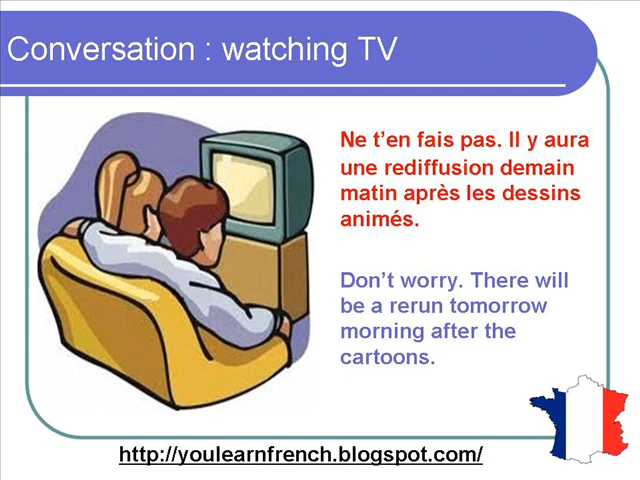 Conversation : watching TV
Ne t’en fais pas. Il y aura
une rediffusion demain
matin après les dessins
animés.
Don’t worry. There will
be a rerun tomorrow
morning after the
cartoons.
http://youlearnfrench.blogspot.com/